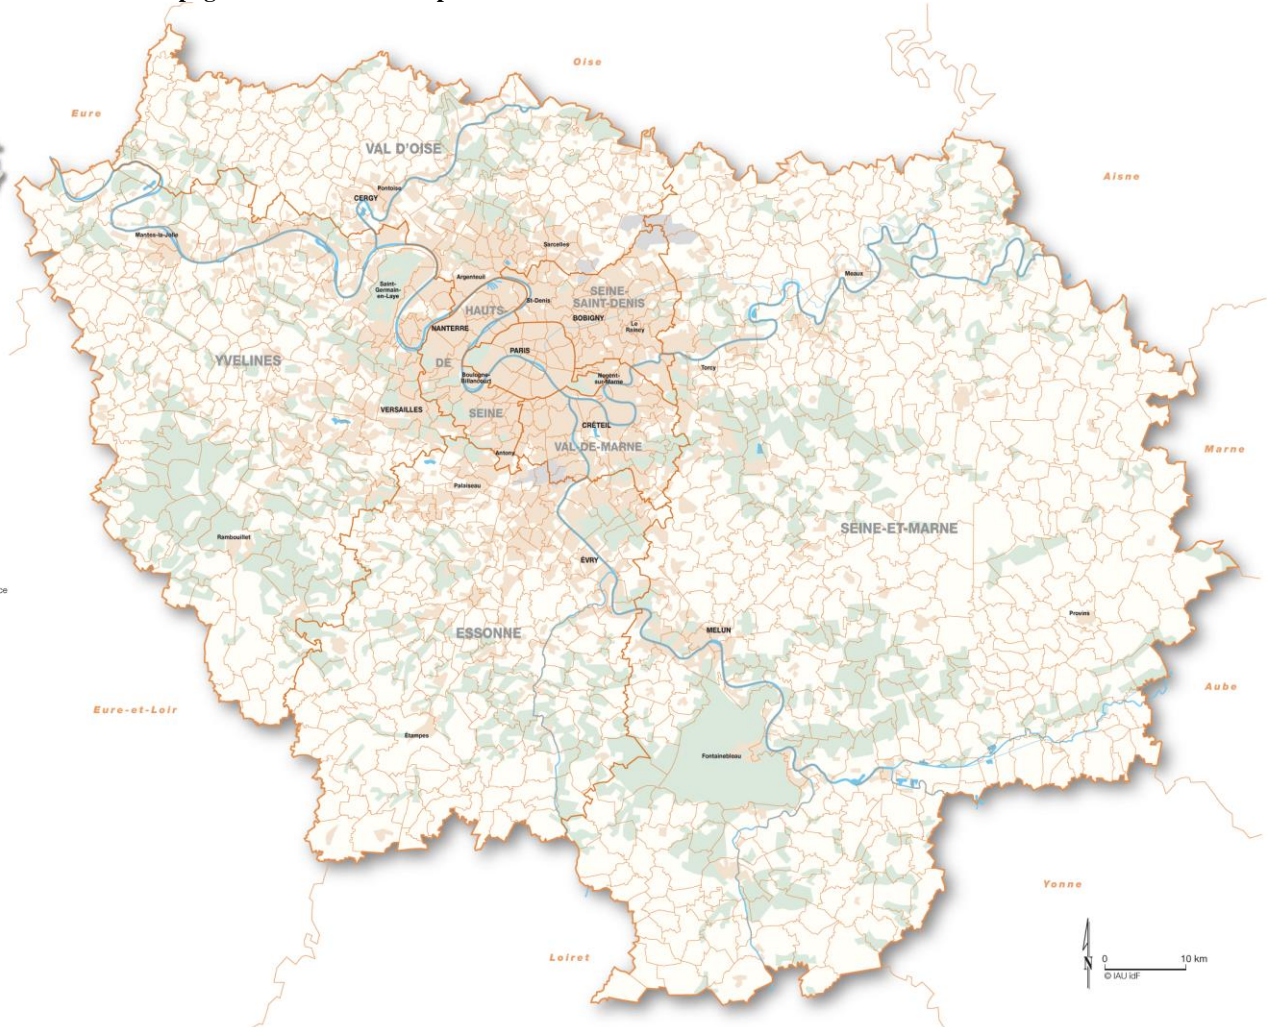 Oise
Eure
Aisne
VAL D'OISE
Pontoise
CERGY
Mantes-la-Jolie
Sarcelles
Meaux
Argenteuil
Saint-
Germain-
en-Laye
SEINE-
SAINT-DENIS
St-Denis
HAUTS-
BOBIGNY
NANTERRE
Le
Raincy
PARIS
YVELINES
DE
Torcy
Boulogne-
Billancourt
Nogent-
sur-Marne
VERSAILLES
SEINE
CRÉTEIL
VAL-DE-MARNE
Marne
Antony
Palaiseau
SEINE-ET-MARNE
Rambouillet
ÉVRY
Provins
ESSONNE
MELUN
Aube
Eure-et-Loir
Etampes
Fontainebleau
Yonne
Loiret
N
0 10 km
© IAU îdF